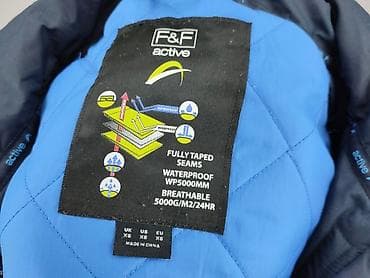 F&F
active
FULLY TAPED
SEAMS
WATERPROOF
WP5000MM
BREATHABLE
5000G/M2/24HR
UK US EU
XS XS XS
MADE IN CHINA
active
active